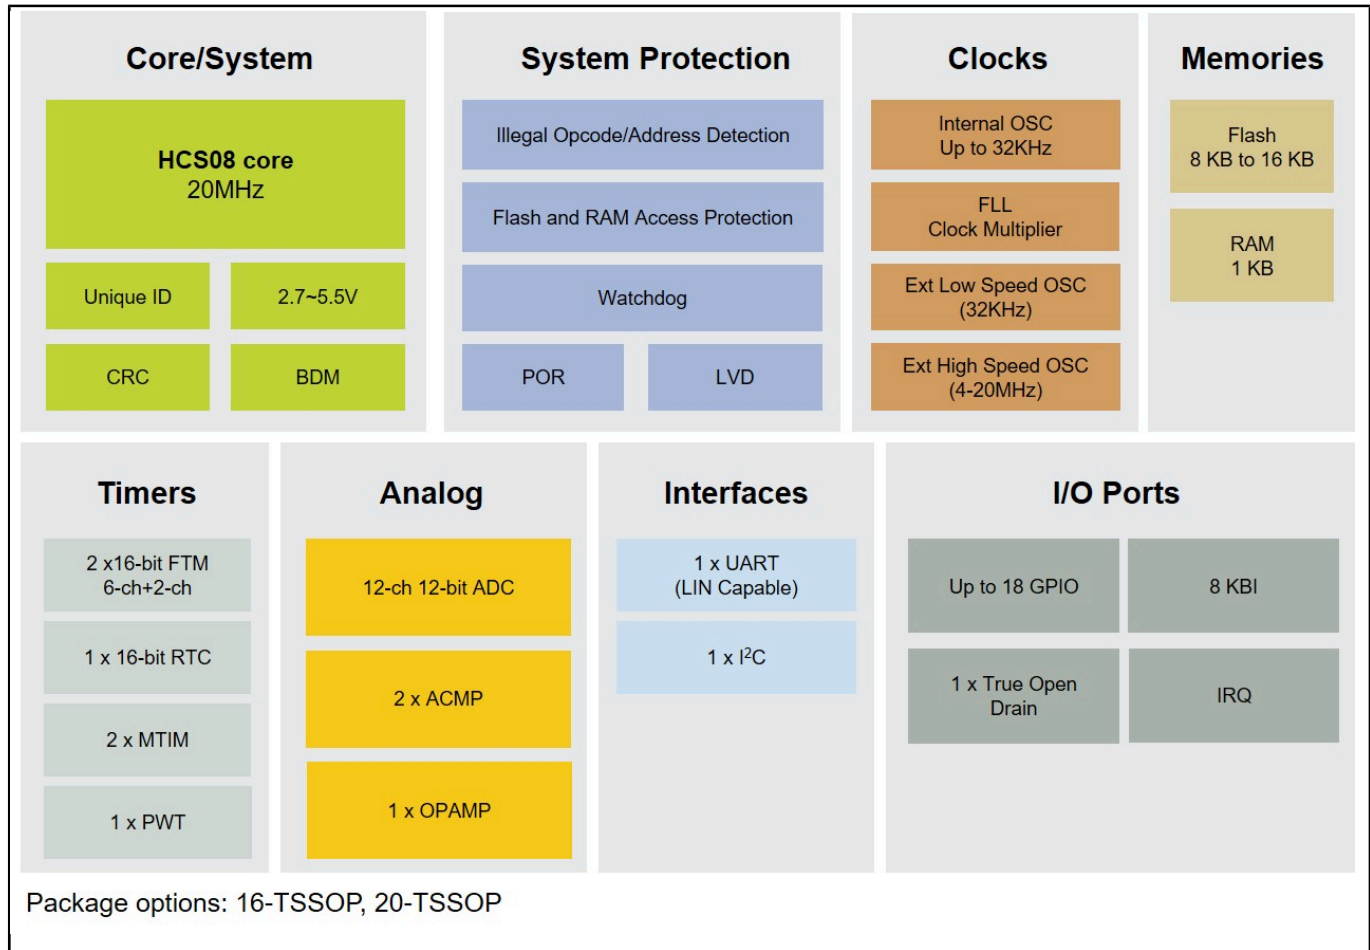 Core/System
HCS08 core
20MHz
Unique ID
2.7~5.5V
CRC
BDM
System Protection
Illegal Opcode/Address Detection
Flash and RAM Access Protection
Watchdog
POR
LVD
Clocks
Internal OSC
Up to 32KHz
FLL
Clock Multiplier
Ext Low Speed OSC
(32KHz)
Ext High Speed OSC
(4-20MHz)
Memories
Flash
8 KB to 16 KB
RAM
1 KB
Timers
2 x16-bit FTM
6-ch+2-ch
1 x 16-bit RTC
2 x MTIM
1 x PWT
Analog
12-ch 12-bit ADC
2 x ACMP
1 x OPAMP
Interfaces
1 x UART
(LIN Capable)
1 x I²C
I/O Ports
Up to 18 GPIO
8 KBI
1 x True Open
Drain
IRQ
Package options: 16-TSSOP, 20-TSSOP